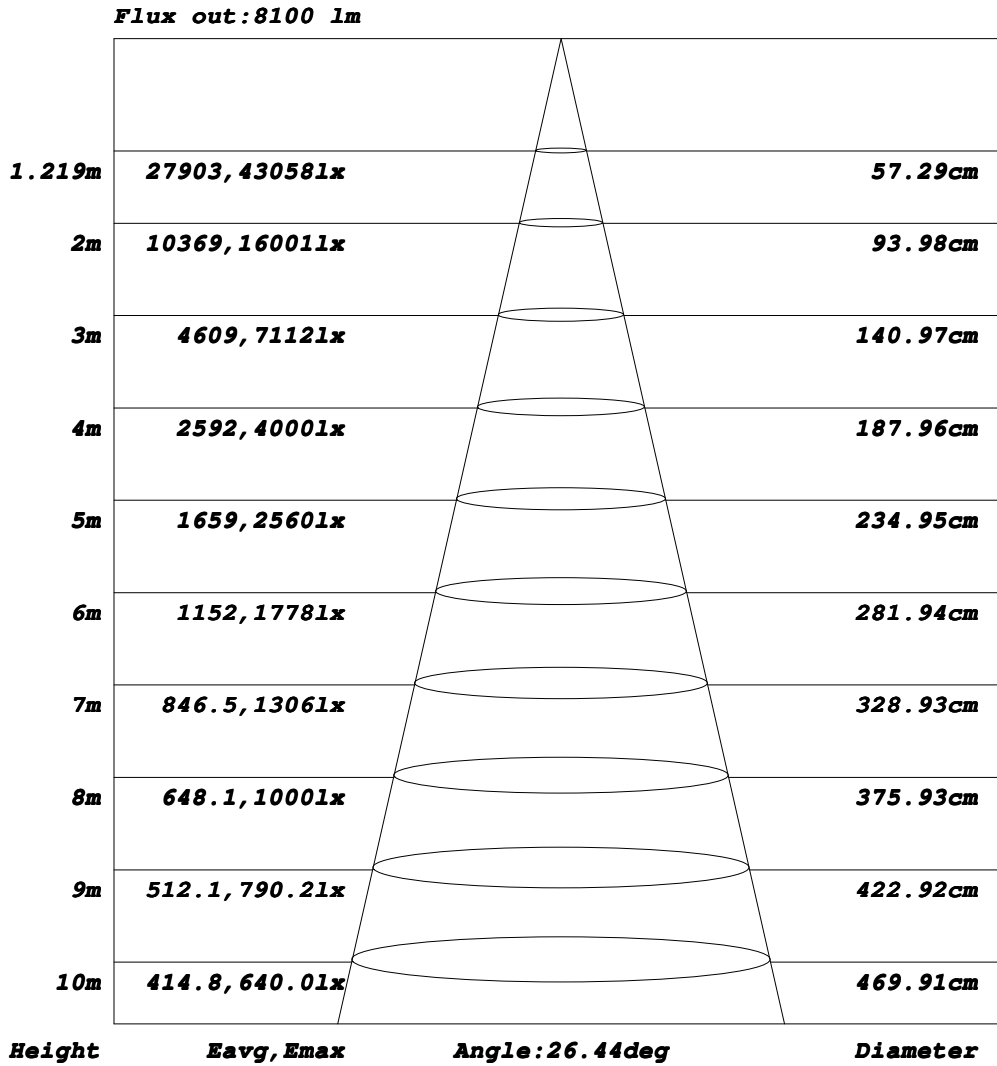 Flux out:8100 lm
1.219m 27903,43058lx 57.29cm
2m 10369,16001lx 93.98cm
3m 4609,7112lx 140.97cm
4m 2592,4000lx 187.96cm
5m 1659,2560lx 234.95cm
6m 1152,1778lx 281.94cm
7m 846.5,1306lx 328.93cm
8m 648.1,1000lx 375.93cm
9m 512.1,790.2lx 422.92cm
10m 414.8,640.0lx 469.91cm
Height Eavg,Emax Angle:26.44deg Diameter